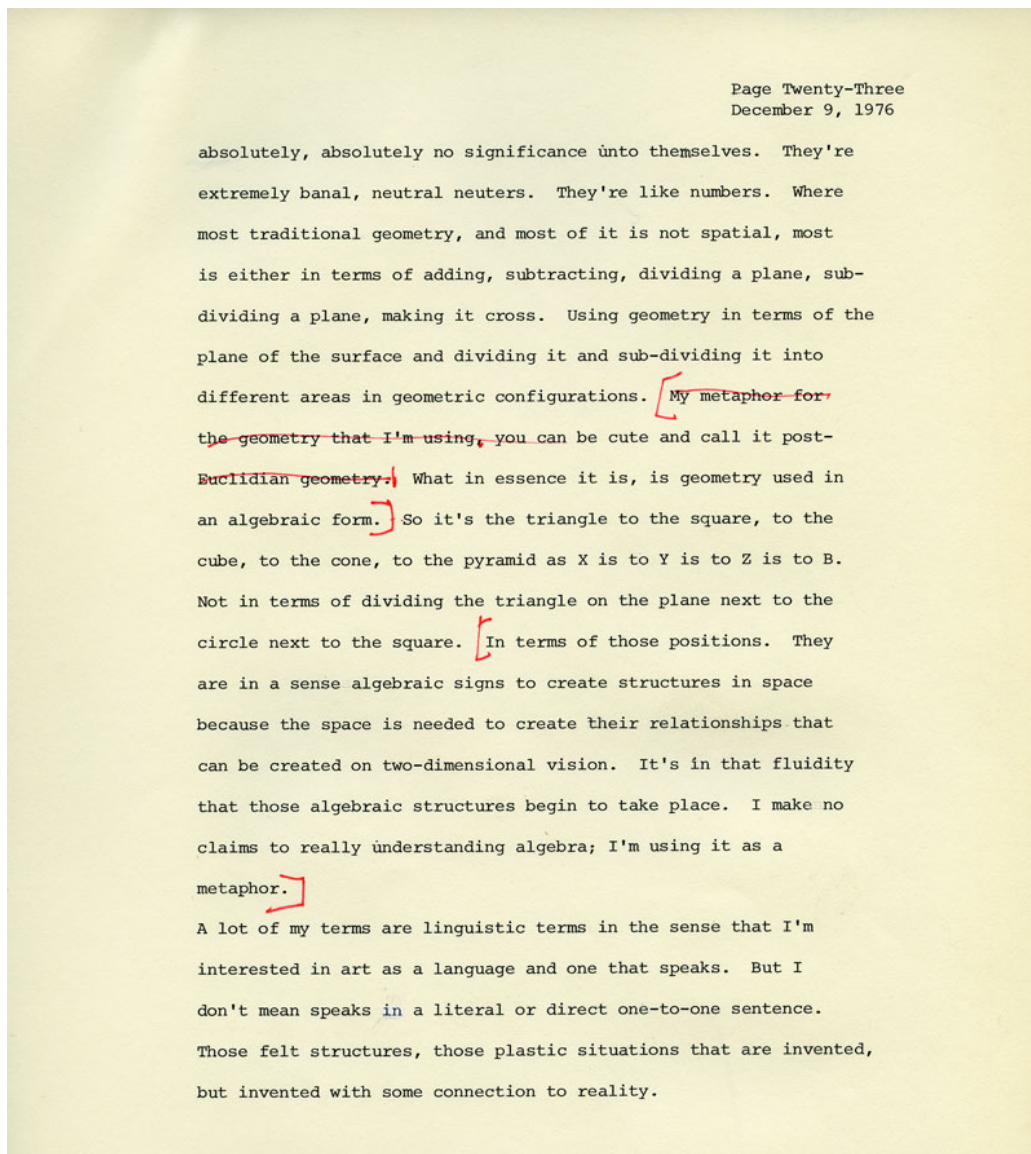 Page Twenty-Three
December 9, 1976
absolutely, absolutely no significance unto themselves. They're
extremely banal, neutral neuters. They're like numbers. Where
most traditional geometry, and most of it is not spatial, most
is either in terms of adding, subtracting, dividing a plane, sub-
dividing a plane, making it cross. Using geometry in terms of the
plane of the surface and dividing it and sub-dividing it into
different areas in geometric configurations. [My metaphor for
the geometry that I'm using, you can be cute and call it post-
Euclidian geometry. What in essence it is, is geometry used in
an algebraic form.] So it's the triangle to the square, to the
cube, to the cone, to the pyramid as X is to Y is to Z is to B.
Not in terms of dividing the triangle on the plane next to the
circle next to the square. [In terms of those positions. They
are in a sense algebraic signs to create structures in space
because the space is needed to create their relationships that
can be created on two-dimensional vision. It's in that fluidity
that those algebraic structures begin to take place. I make no
claims to really understanding algebra; I'm using it as a
metaphor.]
A lot of my terms are linguistic terms in the sense that I'm
interested in art as a language and one that speaks. But I
don't mean speaks in a literal or direct one-to-one sentence.
Those felt structures, those plastic situations that are invented,
but invented with some connection to reality.